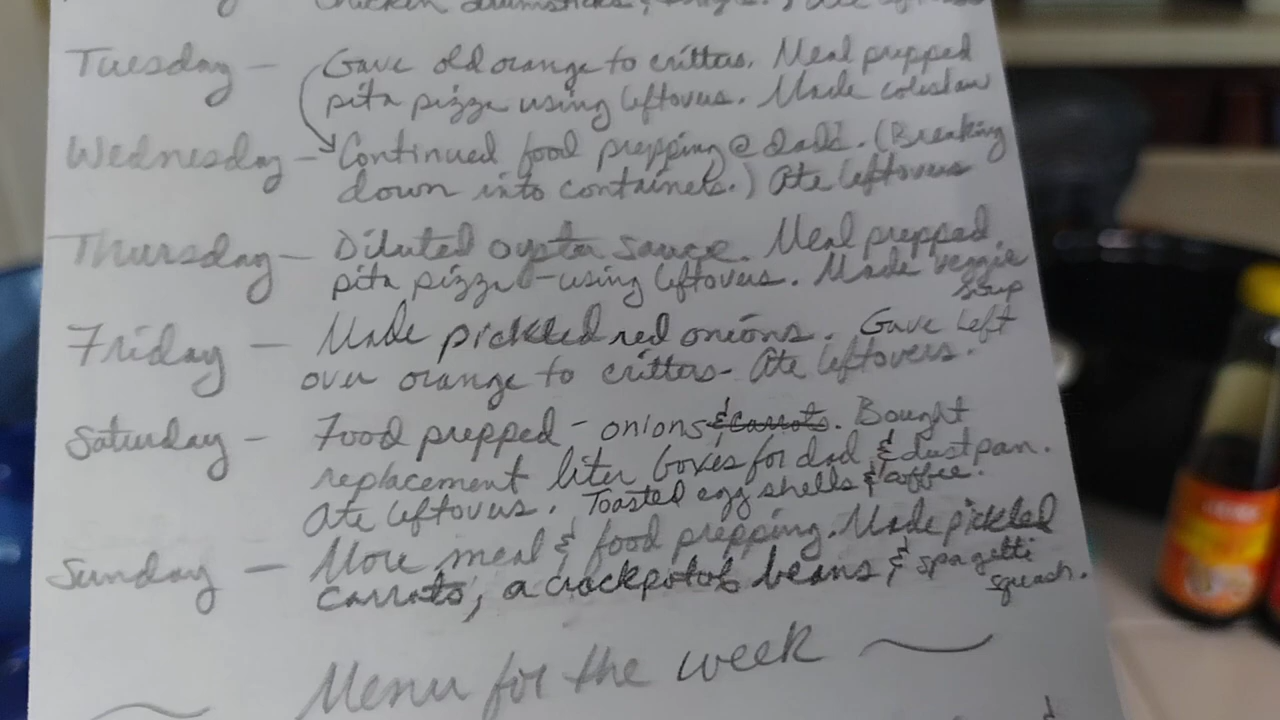 chicken drumsticks
Tuesday - Gave old orange to critters. Meal prepped
pita pizza using leftovers. Made coleslaw
Wednesday - Continued food prepping @ dad's. (Breaking
down into containers.) Ate leftovers
Thursday - Diluted oyster sauce. Meal prepped
pita pizza - using leftovers. Made veggie
soup
Friday - Made pickled red onions. Gave left
over orange to critters - Ate leftovers.
Saturday - Food prepped - onions & carrots. Bought
replacement liter boxes for dad & dustpan.
Ate leftovers. Toasted egg shells & coffee.
Sunday - More meal & food prepping. Made pickled
carrots, a crockpot of beans, & spagetti
squash.
~ Menu for the week ~